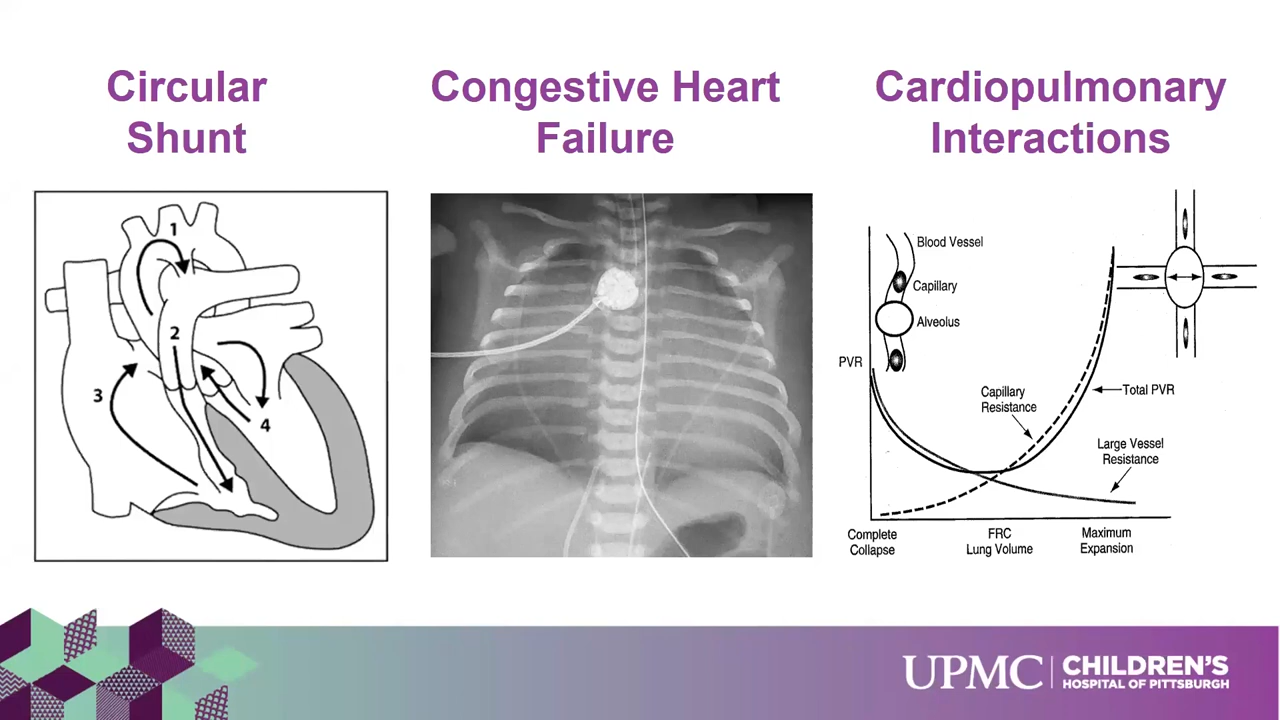 Circular
Shunt
Congestive Heart
Failure
Cardiopulmonary
Interactions
1
2
3
4
Blood Vessel
Capillary
Alveolus
PVR
Capillary
Resistance
Total PVR
Large Vessel
Resistance
Complete
Collapse
FRC
Lung Volume
Maximum
Expansion
UPMC
CHILDREN'S
HOSPITAL OF PITTSBURGH